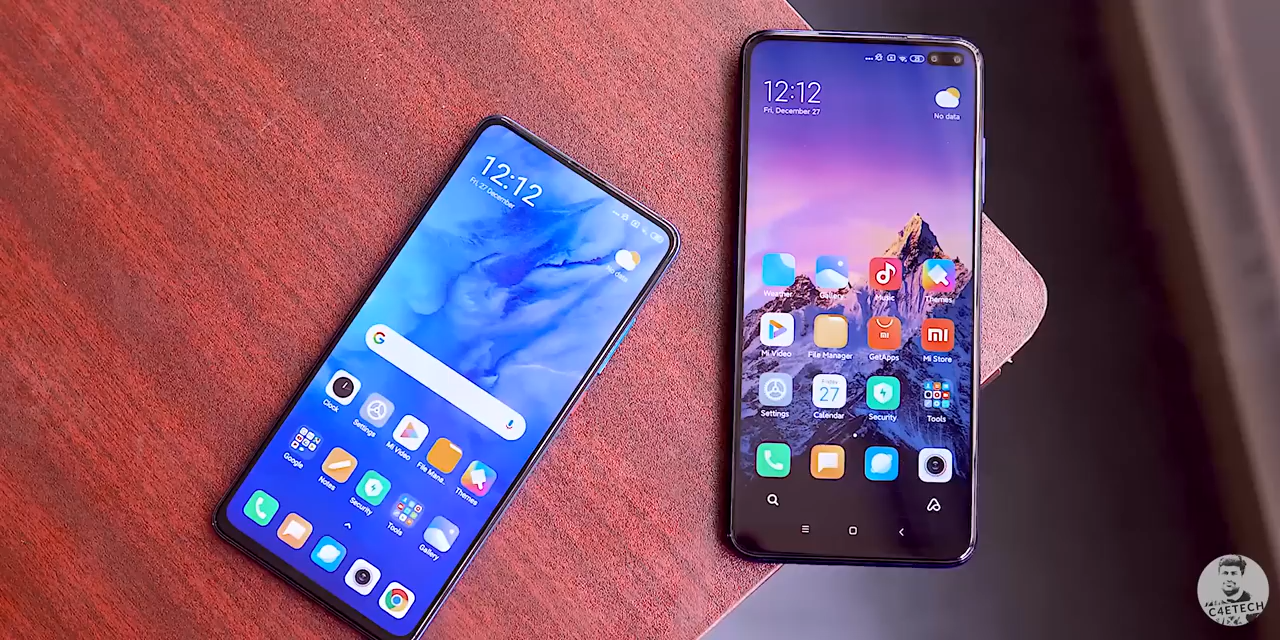 12:12
Fri, 27 December
No data
Clock
Settings
Mi Video
File Mana...
Themes
Google
Notes
Security
Tools
Gallery
12:12
Fri, December 27
No data
Weather
Gallery
Music
Themes
Mi Video
File Manager
GetApps
Mi Store
Settings
Friday
27
Calendar
Security
Tools
C4ETECH